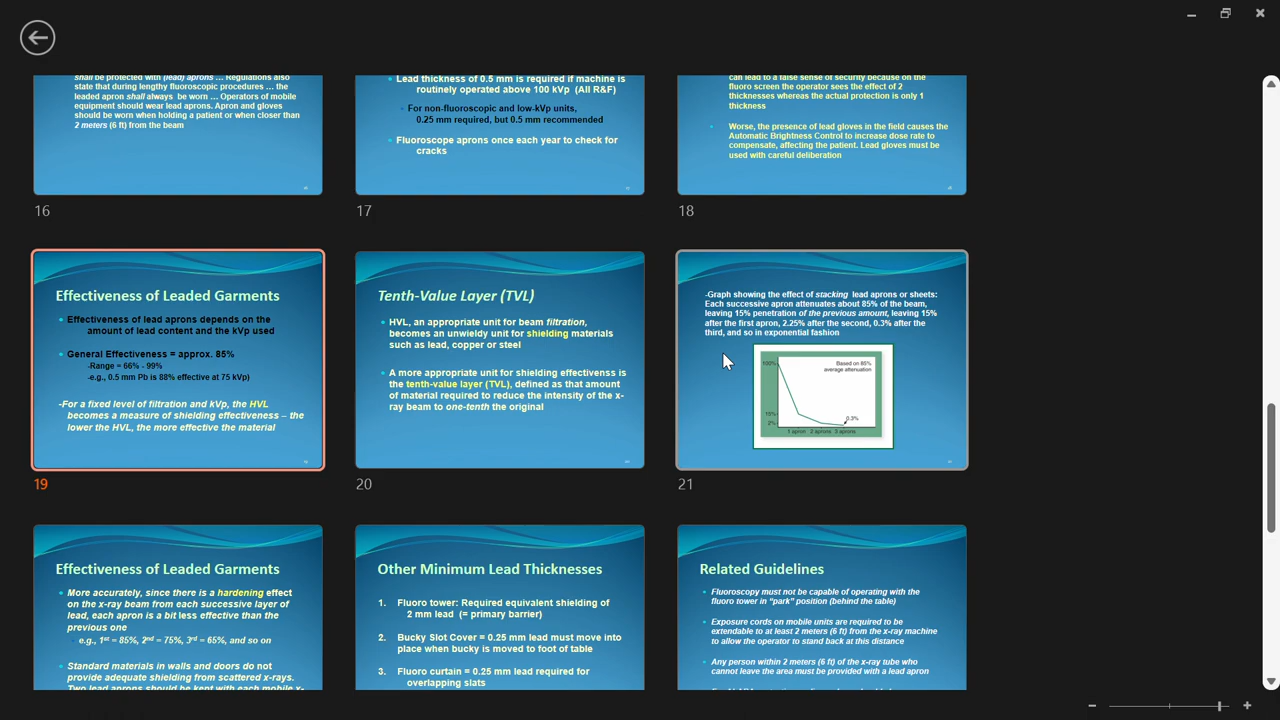 shall be protected with (lead) aprons … Regulations also
state that during lengthy fluoroscopic procedures … the
leaded apron shall always be worn … Operators of mobile
equipment should wear lead aprons. Apron and gloves
should be worn when holding a patient or when closer than
2 meters (6 ft) from the beam
16
• Lead thickness of 0.5 mm is required if machine is
routinely operated above 100 kVp (All R&F)
- For non-fluoroscopic and low-kVp units,
0.25 mm required, but 0.5 mm recommended
• Fluoroscope aprons once each year to check for
cracks
17
can lead to a false sense of security because on the
fluoro screen the operator sees the effect of 2
thicknesses whereas the actual protection is only 1
thickness
• Worse, the presence of lead gloves in the field causes the
Automatic Brightness Control to increase dose rate to
compensate, affecting the patient. Lead gloves must be
used with careful deliberation
18
Effectiveness of Leaded Garments
• Effectiveness of lead aprons depends on the
amount of lead content and the kVp used
• General Effectiveness = approx. 85%
-Range = 66% - 99%
-e.g., 0.5 mm Pb is 88% effective at 75 kVp)
-For a fixed level of filtration and kVp, the HVL
becomes a measure of shielding effectiveness – the
lower the HVL, the more effective the material
19
Tenth-Value Layer (TVL)
• HVL, an appropriate unit for beam filtration,
becomes an unwieldy unit for shielding materials
such as lead, copper or steel
• A more appropriate unit for shielding effectivenss is
the tenth-value layer (TVL), defined as that amount
of material required to reduce the intensity of the x-
ray beam to one-tenth the original
20
-Graph showing the effect of stacking lead aprons or sheets:
Each successive apron attenuates about 85% of the beam,
leaving 15% penetration of the previous amount, leaving 15%
after the first apron, 2.25% after the second, 0.3% after the
third, and so in exponential fashion
100%
Based on 85%
average attenuation
15%
2%
0.3%
1 apron 2 aprons 3 aprons
21
Effectiveness of Leaded Garments
• More accurately, since there is a hardening effect
on the x-ray beam from each successive layer of
lead, each apron is a bit less effective than the
previous one
e.g., 1st = 85%, 2nd = 75%, 3rd = 65%, and so on
• Standard materials in walls and doors do not
provide adequate shielding from scattered x-rays.
Two lead aprons should be kept with each mobile x-
Other Minimum Lead Thicknesses
1. Fluoro tower: Required equivalent shielding of
2 mm lead (= primary barrier)
2. Bucky Slot Cover = 0.25 mm lead must move into
place when bucky is moved to foot of table
3. Fluoro curtain = 0.25 mm lead required for
overlapping slats
Related Guidelines
• Fluoroscopy must not be capable of operating with the
fluoro tower in “park” position (behind the table)
• Exposure cords on mobile units are required to be
extendable to at least 2 meters (6 ft) from the x-ray machine
to allow the operator to stand back at this distance
• Any person within 2 meters (6 ft) of the x-ray tube who
cannot leave the area must be provided with a lead apron